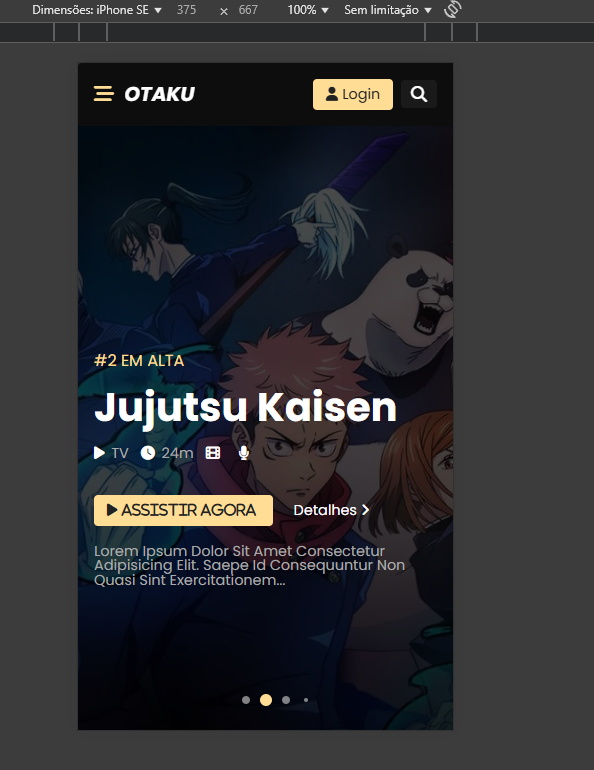 Dimensões: iPhone SE 375 × 667 100% Sem limitação
OTAKU
Login
#2 EM ALTA
Jujutsu Kaisen
TV 24m
ASSISTIR AGORA Detalhes
Lorem Ipsum Dolor Sit Amet Consectetur
Adipisicing Elit. Saepe Id Consequuntur Non
Quasi Sint Exercitationem...